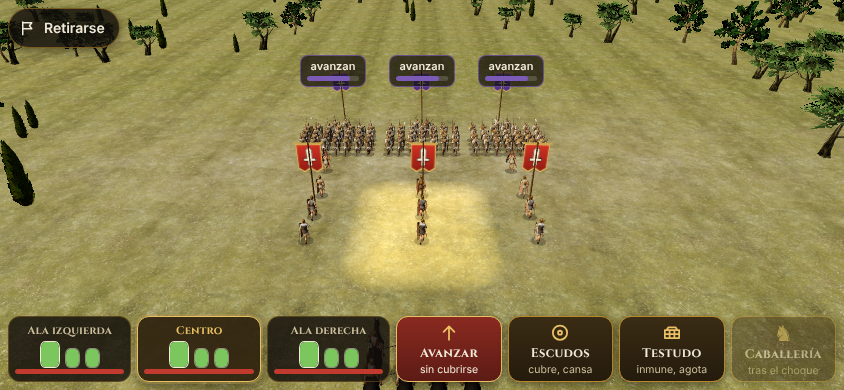 Retirarse
avanzan
avanzan
avanzan
Ala izquierda
Centro
Ala derecha
Avanzar
sin cubrirse
Escudos
cubre, cansa
Testudo
inmune, agota
Caballería
tras el choque